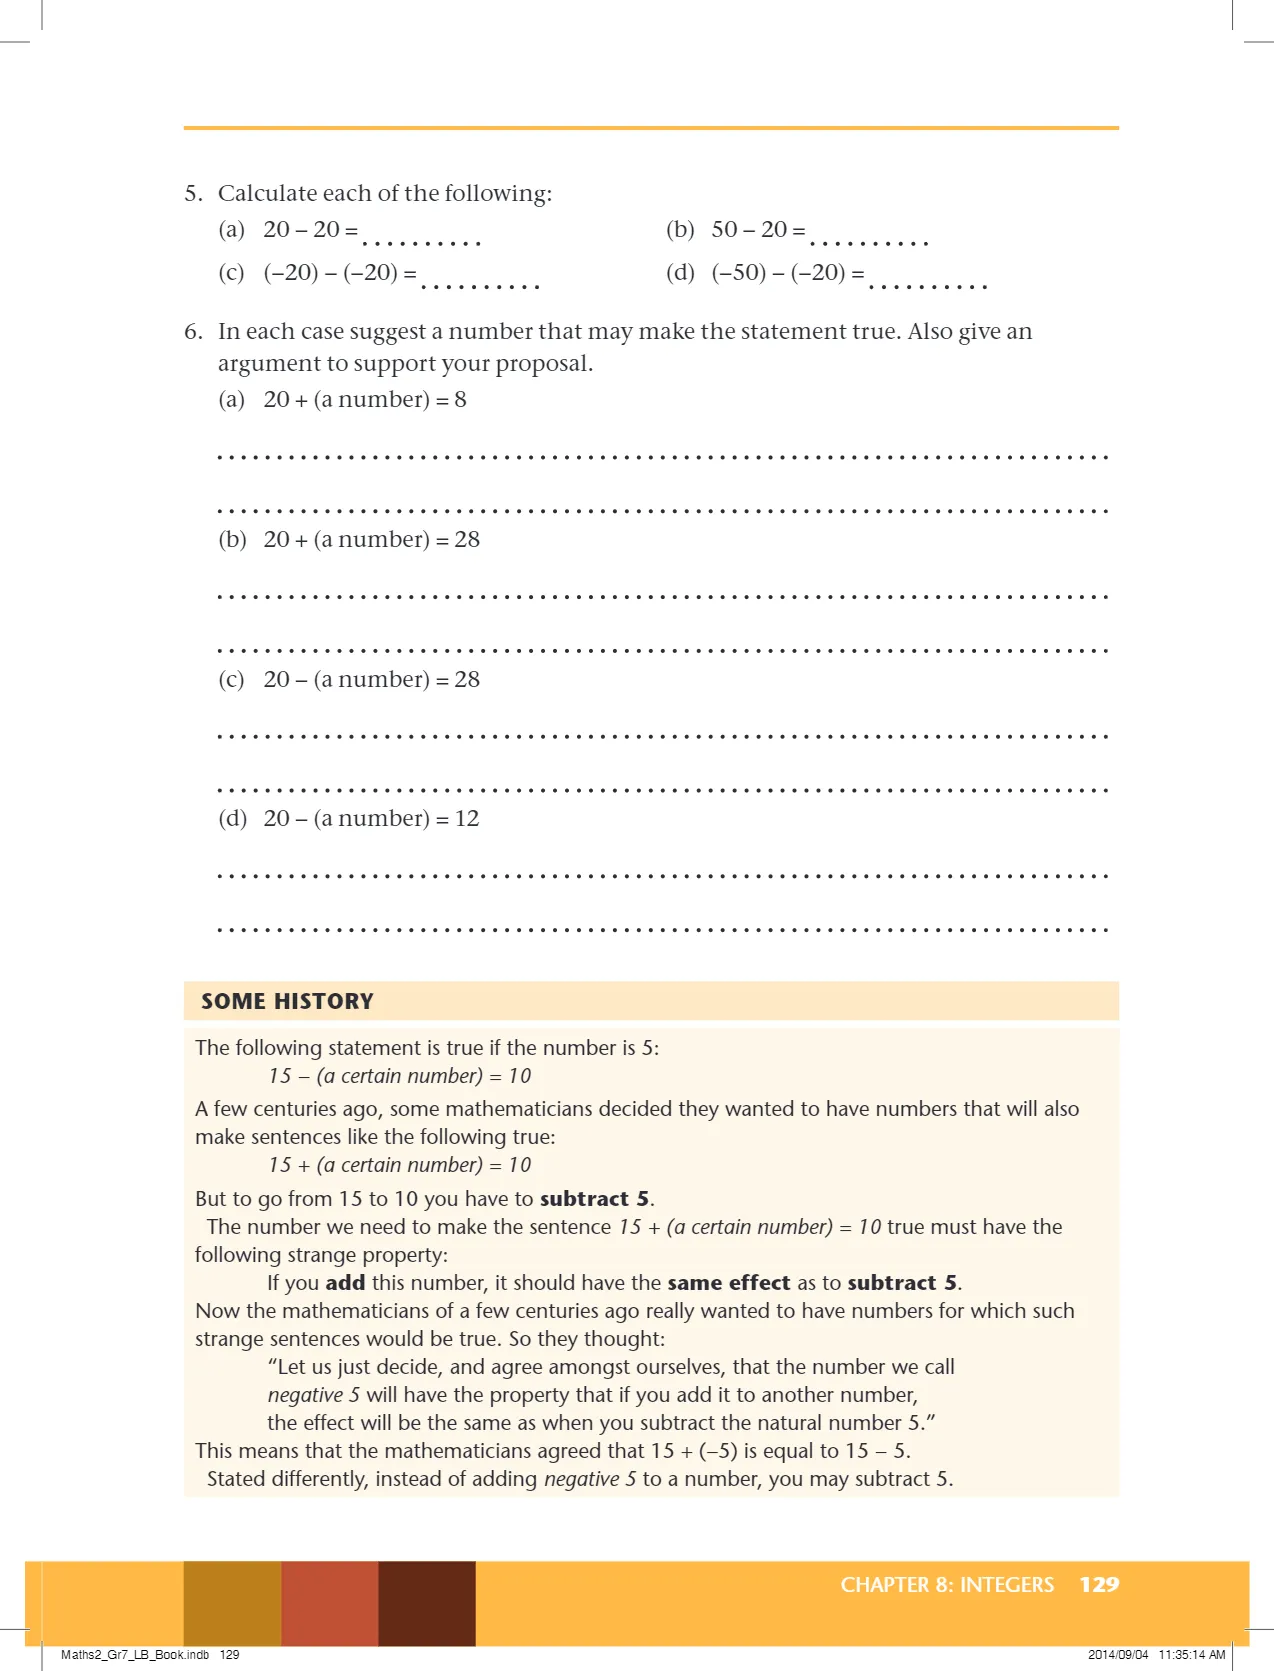 5. Calculate each of the following:
(a) 20 – 20 = . . . . . . . . . . (b) 50 – 20 = . . . . . . . . . .
(c) (–20) – (–20) = . . . . . . . . . . (d) (–50) – (–20) = . . . . . . . . . .
6. In each case suggest a number that may make the statement true. Also give an
argument to support your proposal.
(a) 20 + (a number) = 8
(b) 20 + (a number) = 28
(c) 20 – (a number) = 28
(d) 20 – (a number) = 12
SOME HISTORY
The following statement is true if the number is 5:
15 – (a certain number) = 10
A few centuries ago, some mathematicians decided they wanted to have numbers that will also
make sentences like the following true:
15 + (a certain number) = 10
But to go from 15 to 10 you have to subtract 5.
The number we need to make the sentence 15 + (a certain number) = 10 true must have the
following strange property:
If you add this number, it should have the same effect as to subtract 5.
Now the mathematicians of a few centuries ago really wanted to have numbers for which such
strange sentences would be true. So they thought:
“Let us just decide, and agree amongst ourselves, that the number we call
negative 5 will have the property that if you add it to another number,
the effect will be the same as when you subtract the natural number 5.”
This means that the mathematicians agreed that 15 + (–5) is equal to 15 – 5.
Stated differently, instead of adding negative 5 to a number, you may subtract 5.
CHAPTER 8: INTEGERS 129
Maths2_Gr7_LB_Book.indb 129 2014/09/04 11:35:14 AM